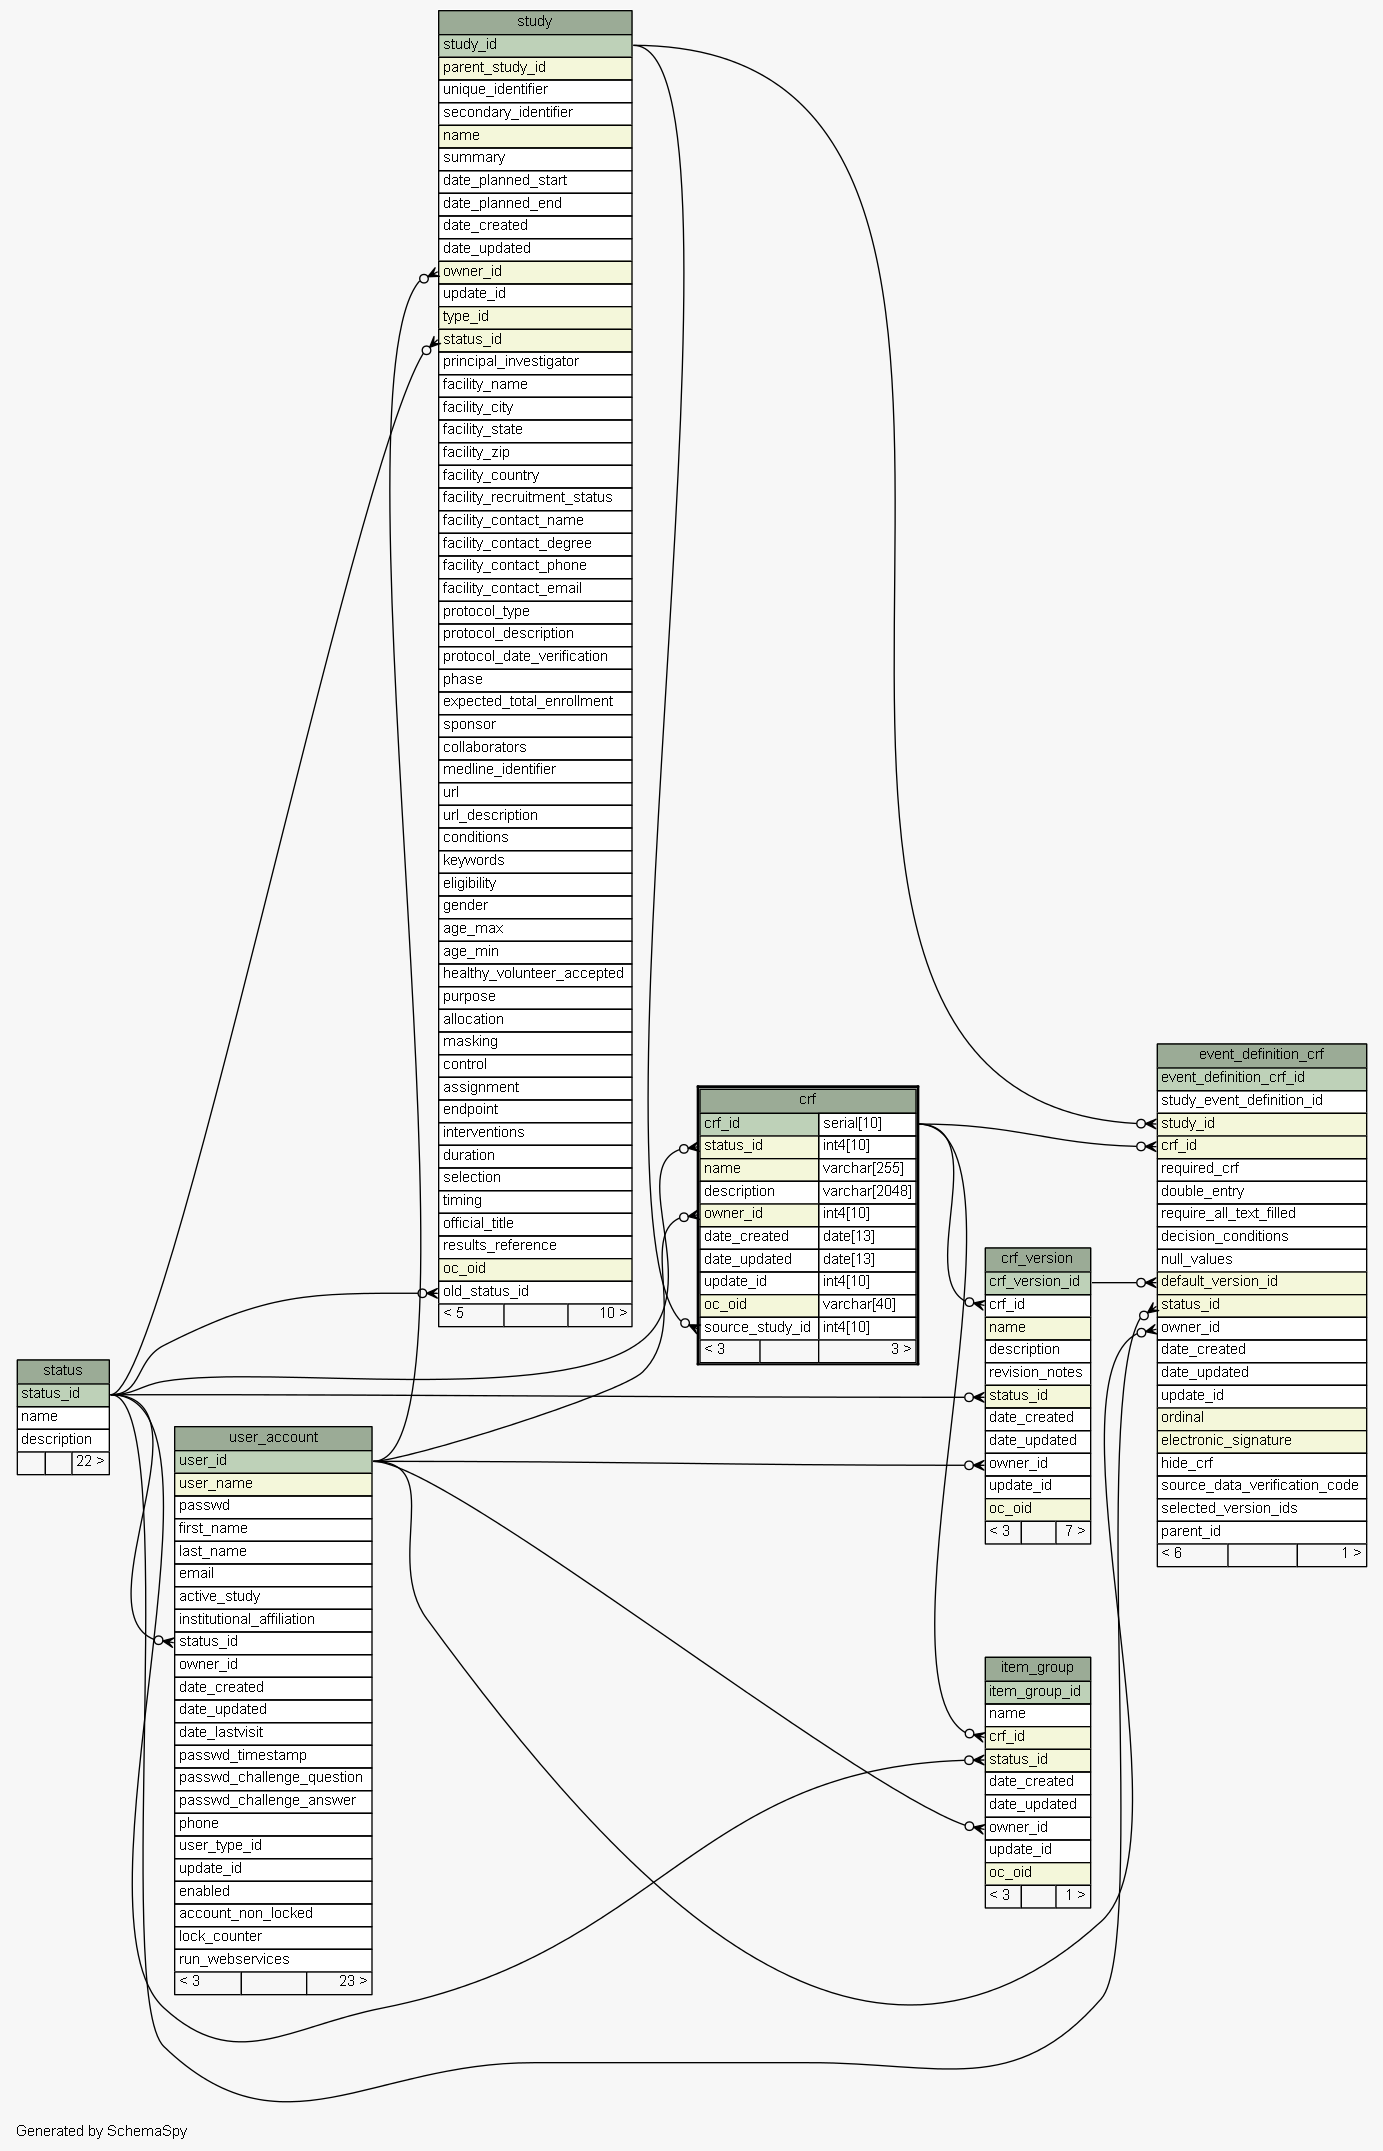 study
study_id
parent_study_id
unique_identifier
secondary_identifier
name
summary
date_planned_start
date_planned_end
date_created
date_updated
owner_id
update_id
type_id
status_id
principal_investigator
facility_name
facility_city
facility_state
facility_zip
facility_country
facility_recruitment_status
facility_contact_name
facility_contact_degree
facility_contact_phone
facility_contact_email
protocol_type
protocol_description
protocol_date_verification
phase
expected_total_enrollment
sponsor
collaborators
medline_identifier
url
url_description
conditions
keywords
eligibility
gender
age_max
age_min
healthy_volunteer_accepted
purpose
allocation
masking
control
assignment
endpoint
interventions
duration
selection
timing
official_title
results_reference
oc_oid
old_status_id
< 5 10 >
crf
crf_id serial[10]
status_id int4[10]
name varchar[255]
description varchar[2048]
owner_id int4[10]
date_created date[13]
date_updated date[13]
update_id int4[10]
oc_oid varchar[40]
source_study_id int4[10]
< 3 3 >
event_definition_crf
event_definition_crf_id
study_event_definition_id
study_id
crf_id
required_crf
double_entry
require_all_text_filled
decision_conditions
null_values
default_version_id
status_id
owner_id
date_created
date_updated
update_id
ordinal
electronic_signature
hide_crf
source_data_verification_code
selected_version_ids
parent_id
< 6 1 >
crf_version
crf_version_id
crf_id
name
description
revision_notes
status_id
date_created
date_updated
owner_id
update_id
oc_oid
< 3 7 >
status
status_id
name
description
22 >
user_account
user_id
user_name
passwd
first_name
last_name
email
active_study
institutional_affiliation
status_id
owner_id
date_created
date_updated
date_lastvisit
passwd_timestamp
passwd_challenge_question
passwd_challenge_answer
phone
user_type_id
update_id
enabled
account_non_locked
lock_counter
run_webservices
< 3 23 >
item_group
item_group_id
name
crf_id
status_id
date_created
date_updated
owner_id
update_id
oc_oid
< 3 1 >
Generated by SchemaSpy